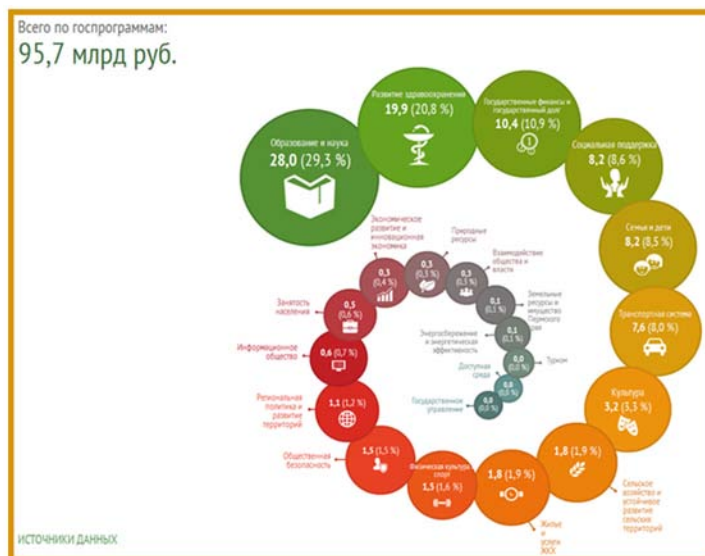 Всего по госпрограммам:
95,7 млрд руб.
Образование и наука
28,0 (29,3 %)
Развитие здравоохранения
19,9 (20,8 %)
Государственные финансы и
государственный долг
10,4 (10,9 %)
Социальная поддержка
8,2 (8,6 %)
Семья и дети
8,2 (8,5 %)
Транспортная система
7,6 (8,0 %)
Культура
3,2 (3,3 %)
1,8 (1,9 %)
Сельское
хозяйство и
устойчивое
развитие
сельских
территорий
1,8 (1,9 %)
Жилье
и
услуги
ЖКХ
Физическая культура
спорт
1,5 (1,6 %)
1,5 (1,5 %)
Общественная
безопасность
1,1 (1,2 %)
Региональная
политика и
развитие
территорий
0,6 (0,7 %)
Информационное
общество
0,5
(0,6 %)
Занятость
населения
0,3
(0,4 %)
Экономическое
развитие и
инновационная
экономика
0,3
(0,3 %)
Природные
ресурсы
0,3
(0,3 %)
Взаимодействие
общества и
власти
0,1
(0,1 %)
Земельные
ресурсы и
имущество
Пермского
края
0,1
(0,1 %)
Энергосбережение
и энергетическая
эффективность
0,0
(0,0 %)
Туризм
0,0
(0,0 %)
Доступная
среда
0,0
(0,0 %)
Государственное
управление
ИСТОЧНИКИ ДАННЫХ